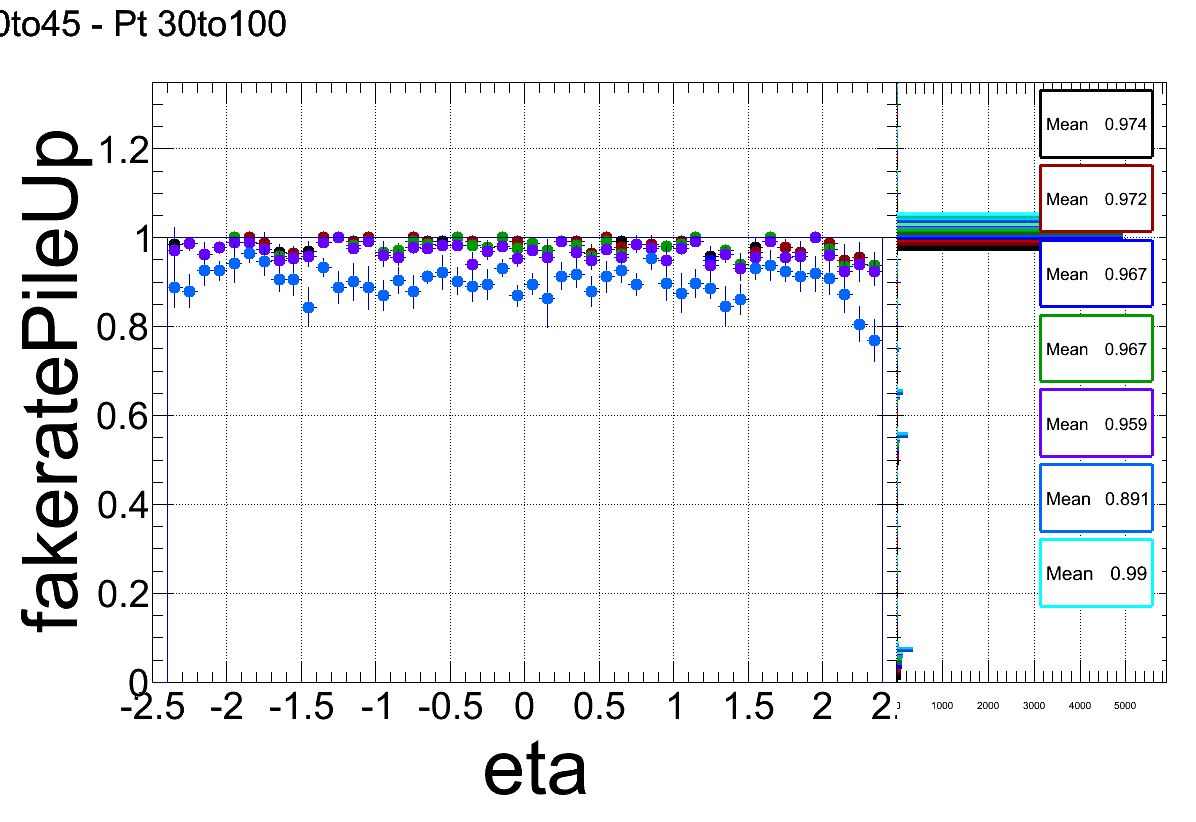 0to45 - Pt 30to100
fakeratePileUp
1.2
1
0.8
0.6
0.4
0.2
0
-2.5 -2 -1.5 -1 -0.5 0 0.5 1 1.5 2 2.
eta
1000 2000 3000 4000 5000
Mean 0.974
Mean 0.972
Mean 0.967
Mean 0.967
Mean 0.959
Mean 0.891
Mean 0.99